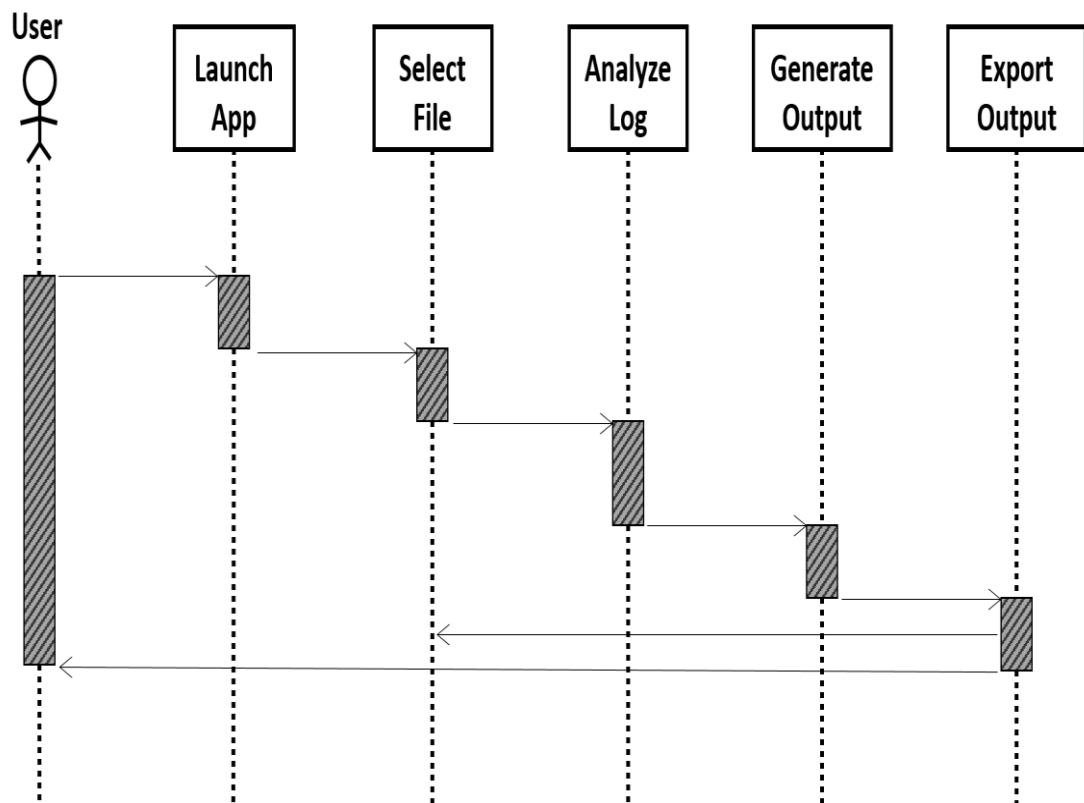 User
Launch
App
Select
File
Analyze
Log
Generate
Output
Export
Output